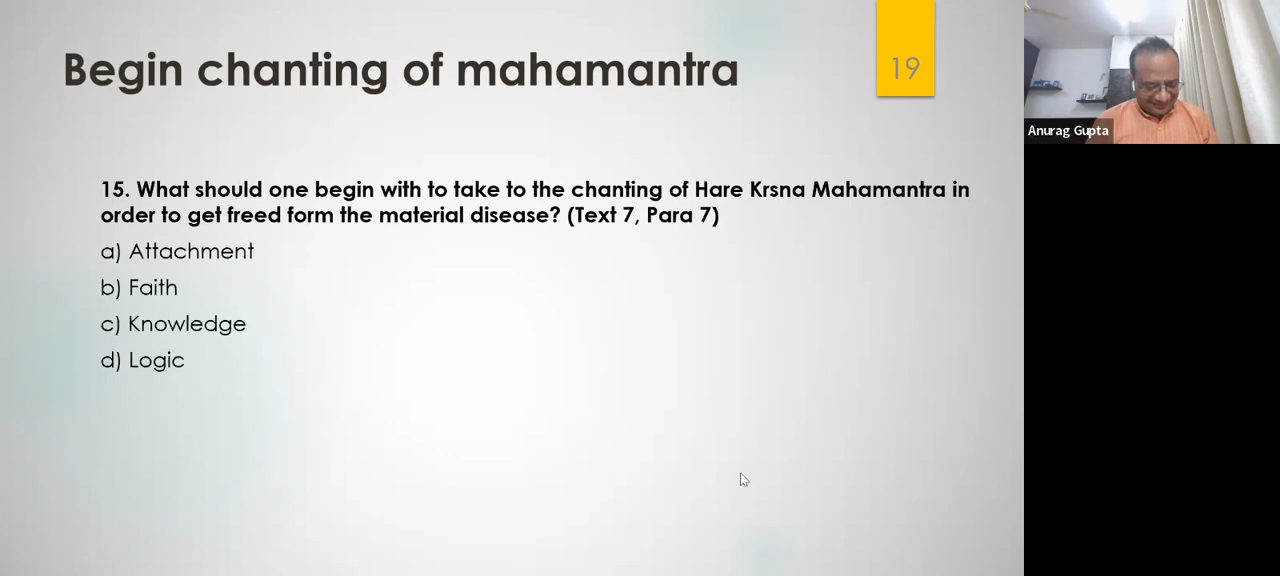 Begin chanting of mahamantra
19
Anurag Gupta
15. What should one begin with to take to the chanting of Hare Krsna Mahamantra in
order to get freed form the material disease? (Text 7, Para 7)
a) Attachment
b) Faith
c) Knowledge
d) Logic